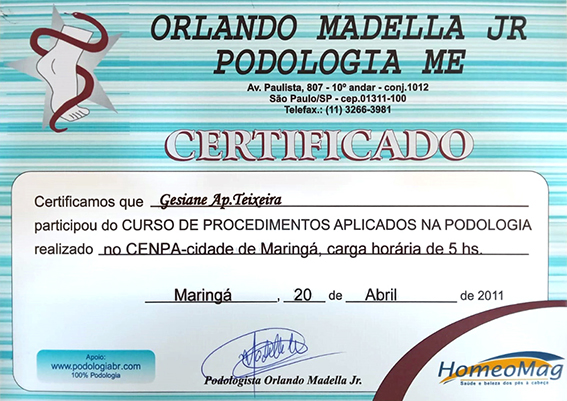 ORLANDO MADELLA JR
PODOLOGIA ME
Av. Paulista, 807 - 10º andar - conj.1012
São Paulo/SP - cep.01311-100
Telefax.: (11) 3266-3981
CERTIFICADO
Certificamos que Gesiane Ap.Teixeira
participou do CURSO DE PROCEDIMENTOS APLICADOS NA PODOLOGIA
realizado no CENPA-cidade de Maringá, carga horária de 5 hs.
Maringá , 20 de Abril de 2011
Podologista Orlando Madella Jr.
Apoio:
www.podologiabr.com
100% Podologia
HomeoMag
Saúde e beleza dos pés à cabeça